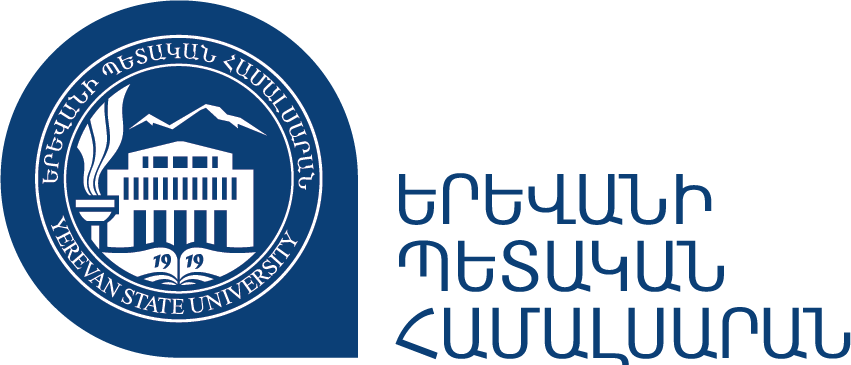 ԵՐԵՎԱՆԻ ՊԵՏԱԿԱՆ ՀԱՄԱԼՍԱՐԱՆ
19 19
YEREVAN STATE UNIVERSITY
ԵՐԵՎԱՆԻ
ՊԵՏԱԿԱՆ
ՀԱՄԱԼՍԱՐԱՆ